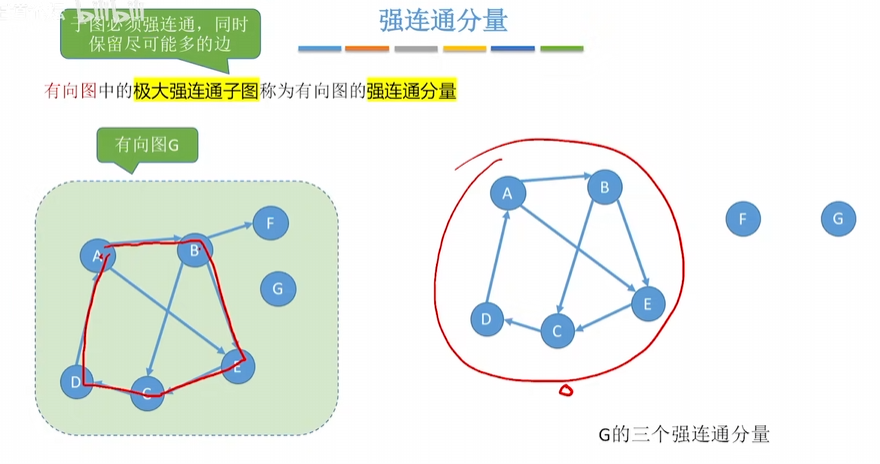 bilibili
强连通分量
子图必须强连通，同时
保留尽可能多的边
有向图中的极大强连通子图称为有向图的强连通分量
有向图G
A
B
F
G
D
C
E
A
B
E
D
C
F
G
G的三个强连通分量